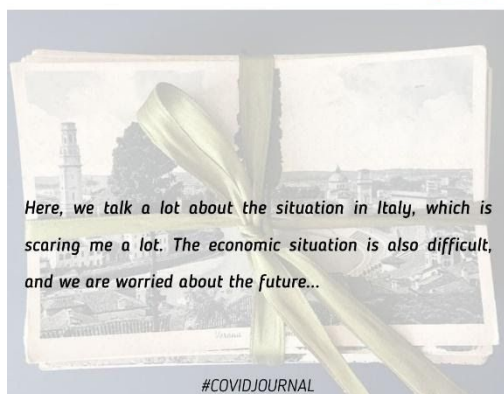 Here, we talk a lot about the situation in Italy, which is
scaring me a lot. The economic situation is also difficult,
and we are worried about the future...
Verona
#COVIDJOURNAL